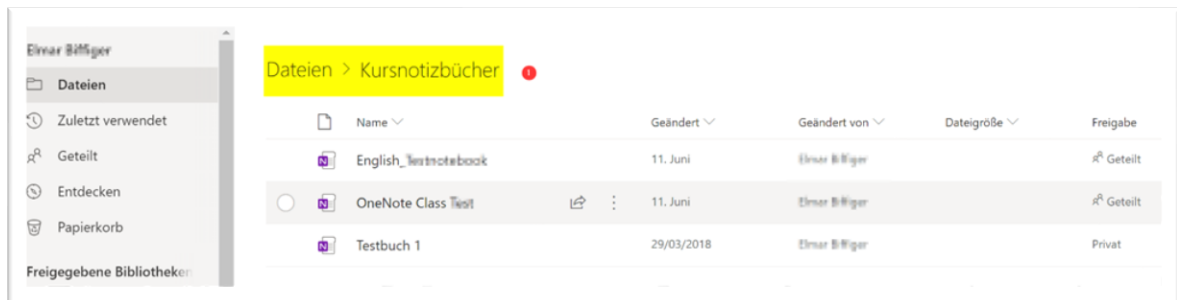 Dateien
Zuletzt verwendet
Geteilt
Entdecken
Papierkorb
Freigegebene Bibliotheken
Dateien > Kursnotizbücher 1
Name Geändert Geändert von Dateigröße Freigabe
English_ 11. Juni Geteilt
OneNote Class 11. Juni Geteilt
Testbuch 1 29/03/2018 Privat